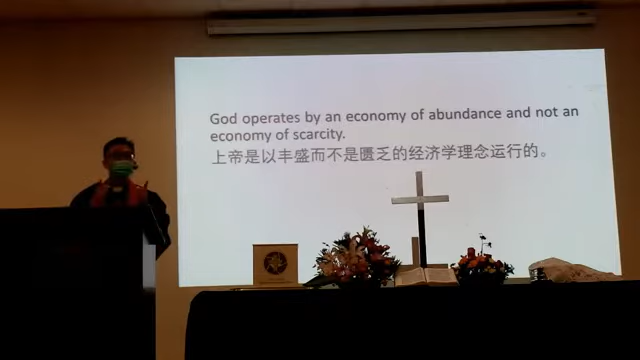 God operates by an economy of abundance and not an
economy of scarcity.
上帝是以丰盛而不是匮乏的经济学理念运行的。